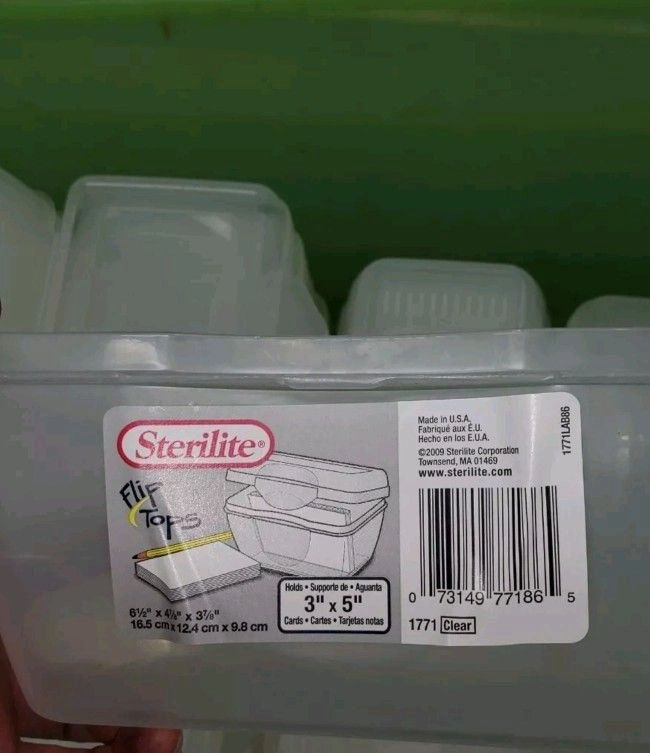 Sterilite®
Flip
Tops
6½" x 4⅞" x 3⅞"
16.5 cm x 12.4 cm x 9.8 cm
Holds • Supporte de • Aguanta
3" x 5"
Cards • Cartes • Tarjetas notas
Made in U.S.A.
Fabriqué aux É.U.
Hecho en los E.U.A.
©2009 Sterilite Corporation
Townsend, MA 01469
www.sterilite.com
1771LAB86
0 73149 77186 5
1771 Clear